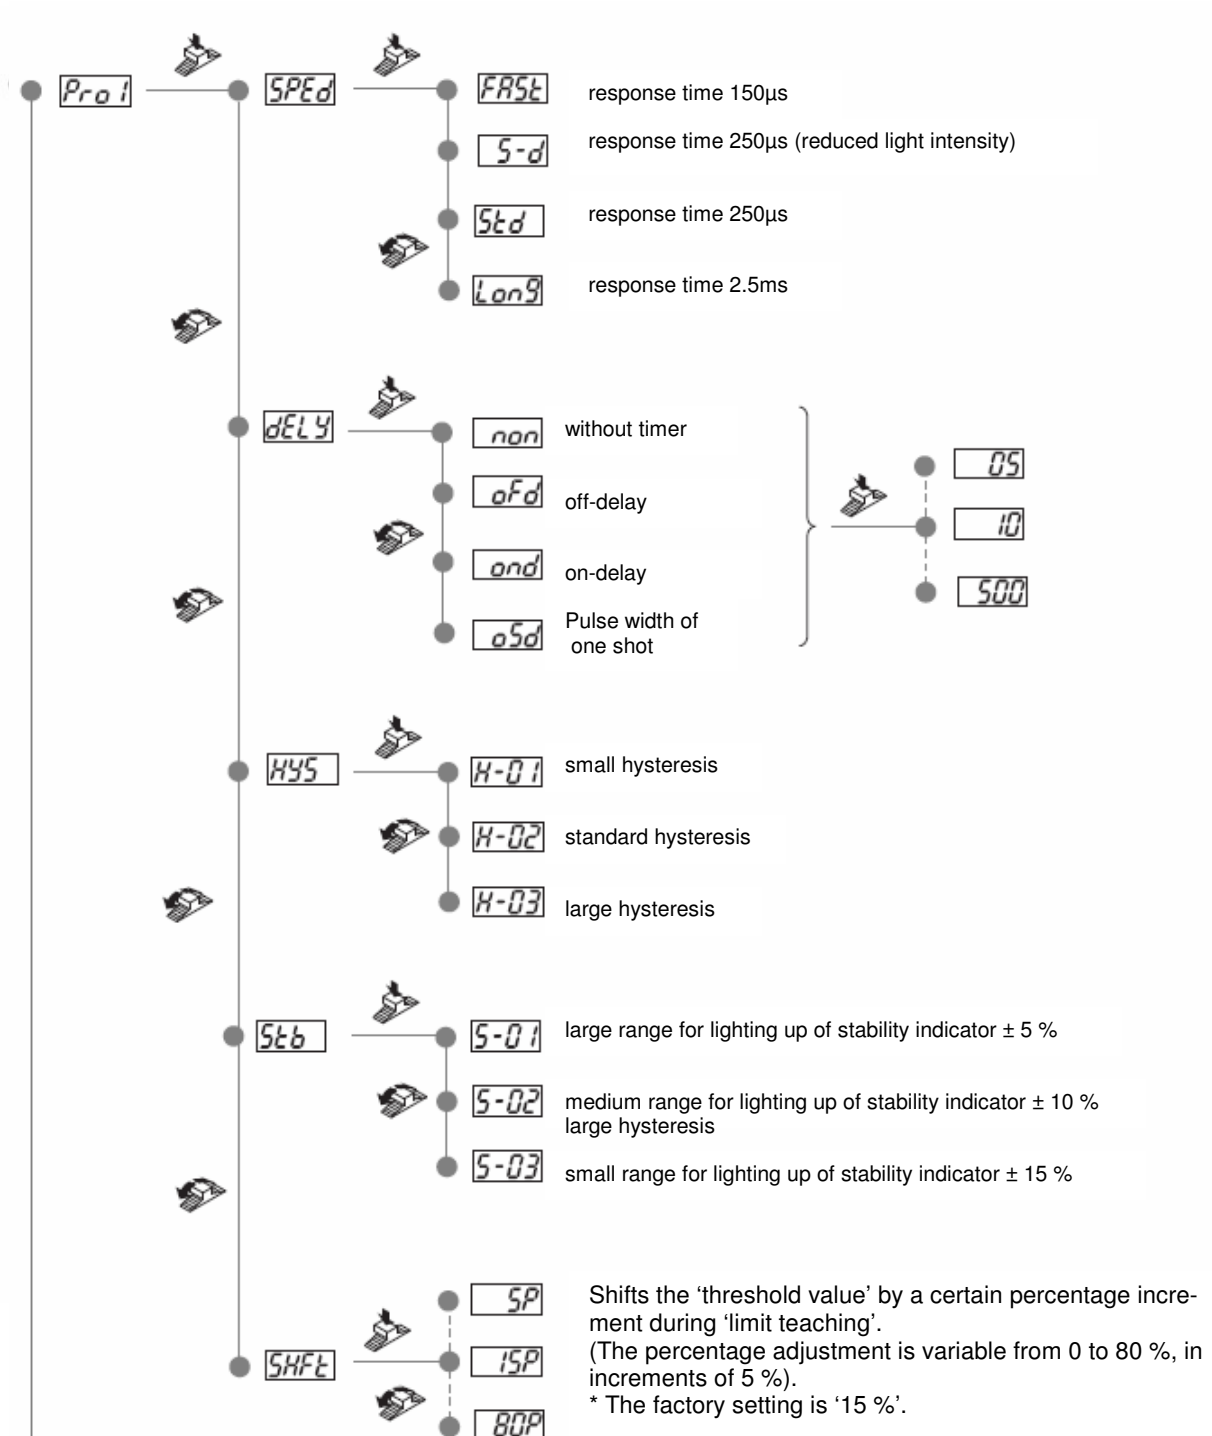 Pro1 SPEd FASt response time 150µs
S-d response time 250µs (reduced light intensity)
Std response time 250µs
Long response time 2.5ms
dELY non without timer
oFd off-delay
ond on-delay
oSd Pulse width of
one shot
05
10
500
HYS H-01 small hysteresis
H-02 standard hysteresis
H-03 large hysteresis
Stb S-01 large range for lighting up of stability indicator ± 5 %
S-02 medium range for lighting up of stability indicator ± 10 %
large hysteresis
S-03 small range for lighting up of stability indicator ± 15 %
SHFt 5P
15P
80P
Shifts the ‘threshold value’ by a certain percentage incre-
ment during ‘limit teaching’.
(The percentage adjustment is variable from 0 to 80 %, in
increments of 5 %).
* The factory setting is ‘15 %’.